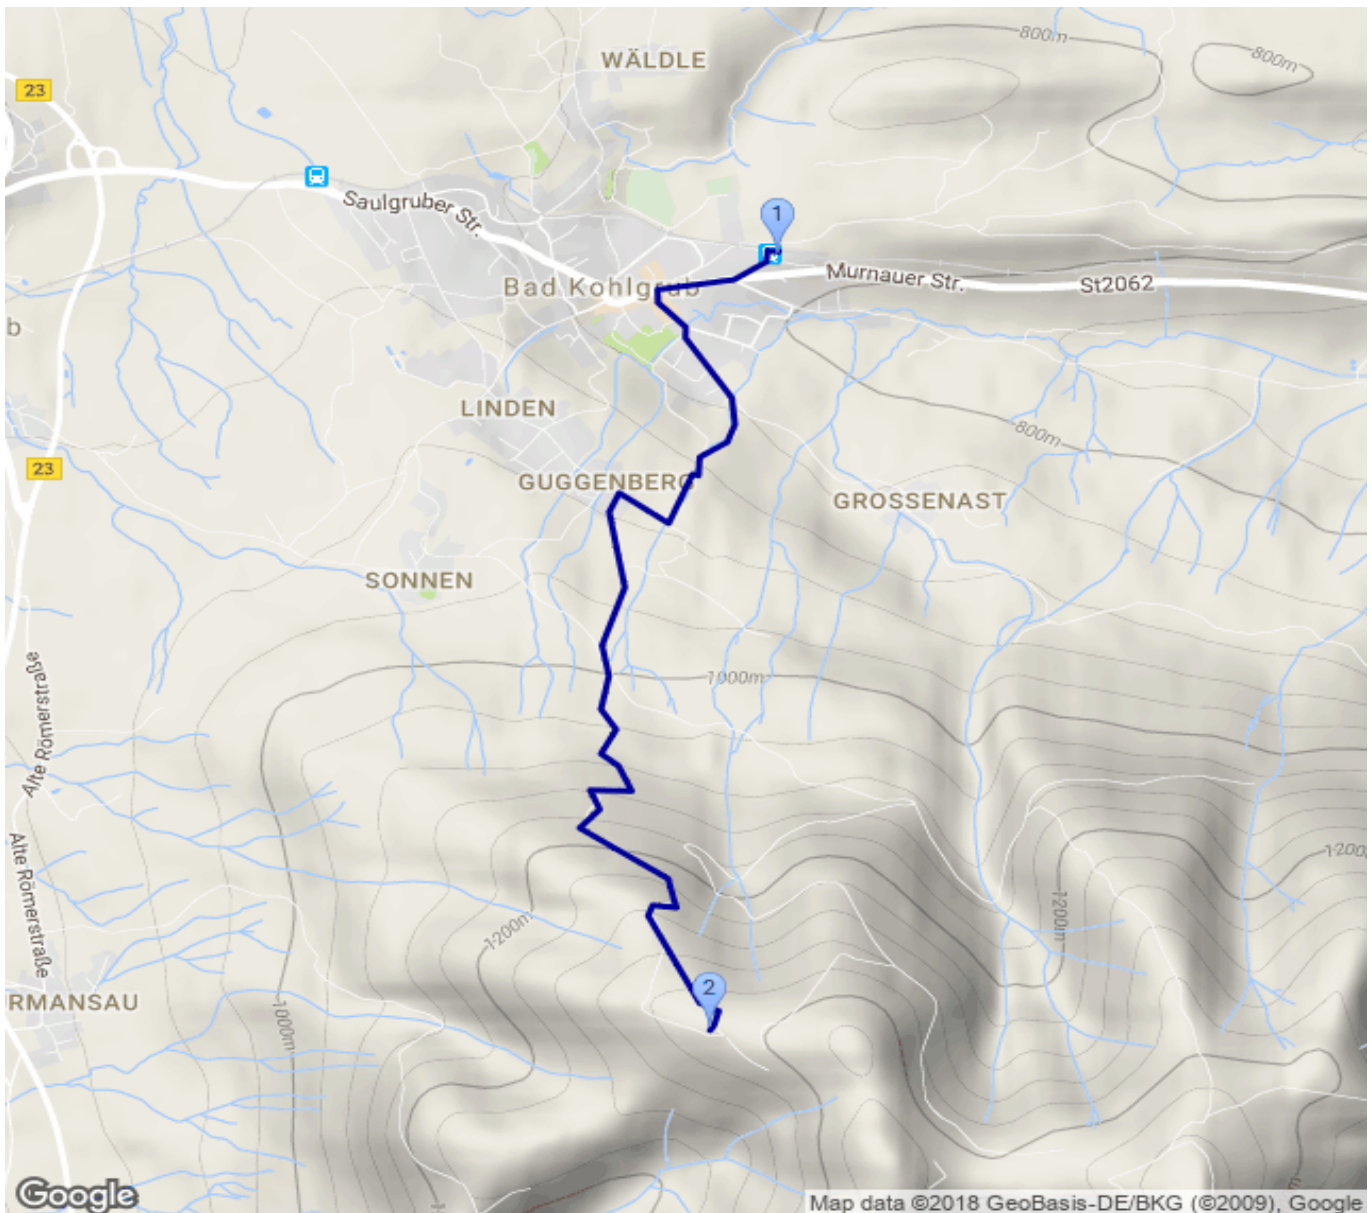 800m
800m
WÄLDLE
23
Saulgruber Str.
1
Murnauer Str.
St2062
Bad Kohlgrub
b
LINDEN
800m
23
GUGGENBERG
GROSSENAST
SONNEN
1000m
Alte Römerstraße
Alte Römerstraße
1200m
1200m
1200m
2
RMANSAU
1000m
Google
Map data ©2018 GeoBasis-DE/BKG (©2009), Google